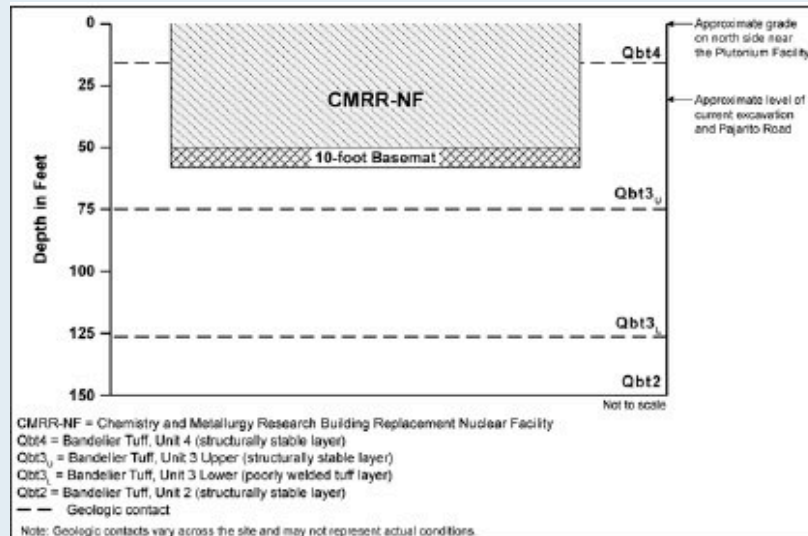 0
25
50
75
100
125
150
Depth in Feet
CMRR-NF
10-foot Basemat
Qbt4
Qbt3U
Qbt3L
Qbt2
Approximate grade
on north side near
the Plutonium Facility
Approximate level of
current excavation
and Pajarito Road
Not to scale
CMRR-NF = Chemistry and Metallurgy Research Building Replacement Nuclear Facility
Qbt4 = Bandelier Tuff, Unit 4 (structurally stable layer)
Qbt3U = Bandelier Tuff, Unit 3 Upper (structurally stable layer)
Qbt3L = Bandelier Tuff, Unit 3 Lower (poorly welded tuff layer)
Qbt2 = Bandelier Tuff, Unit 2 (structurally stable layer)
— — Geologic contact
Note: Geologic contacts vary across the site and may not represent actual conditions.